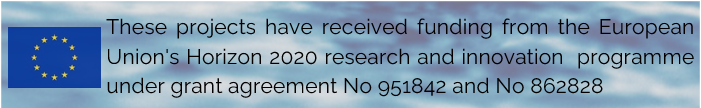 These projects have received funding from the European
Union's Horizon 2020 research and innovation  programme
under grant agreement No 951842 and No 862828